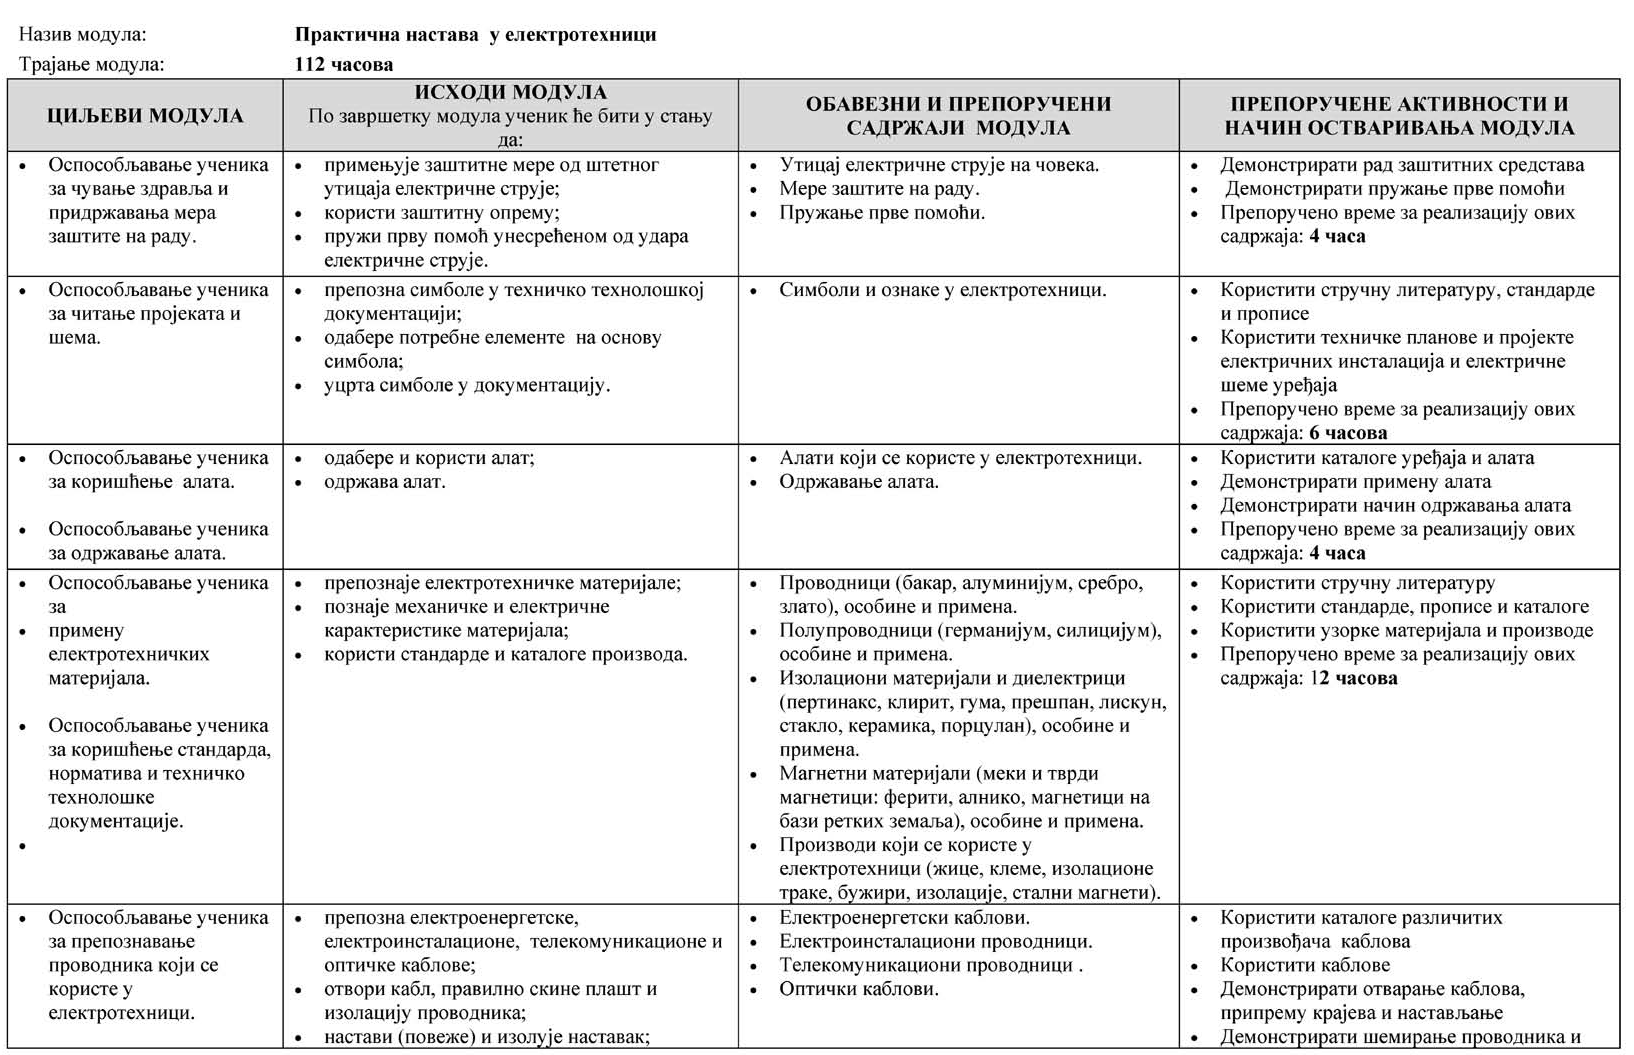 Назив модула: Практична настава у електротехници
Трајање модула: 112 часова
ЦИЉЕВИ МОДУЛА
ИСХОДИ МОДУЛА
По завршетку модула ученик ће бити у стању
да:
ОБАВЕЗНИ И ПРЕПОРУЧЕНИ
САДРЖАЈИ МОДУЛА
ПРЕПОРУЧЕНЕ АКТИВНОСТИ И
НАЧИН ОСТВАРИВАЊА МОДУЛА
• Оспособљавање ученика
за чување здравља и
придржавања мера
заштите на раду.
• примењује заштитне мере од штетног
утицаја електричне струје;
• користи заштитну опрему;
• пружи прву помоћ унесрећеном од удара
електричне струје.
• Утицај електричне струје на човека.
• Мере заштите на раду.
• Пружање прве помоћи.
• Демонстрирати рад заштитних средстава
• Демонстрирати пружање прве помоћи
• Препоручено време за реализацију ових
садржаја: 4 часа
• Оспособљавање ученика
за читање пројеката и
шема.
• препозна симболе у техничко технолошкој
документацији;
• одабере потребне елементе на основу
симбола;
• уцрта симболе у документацију.
• Симболи и ознаке у електротехници.
• Користити стручну литературу, стандарде
и прописе
• Користити техничке планове и пројекте
електричних инсталација и електричне
шеме уређаја
• Препоручено време за реализацију ових
садржаја: 6 часова
• Оспособљавање ученика
за коришћење алата.
• Оспособљавање ученика
за одржавање алата.
• одабере и користи алат;
• одржава алат.
• Алати који се користе у електротехници.
• Одржавање алата.
• Користити каталоге уређаја и алата
• Демонстрирати примену алата
• Демонстрирати начин одржавања алата
• Препоручено време за реализацију ових
садржаја: 4 часа
• Оспособљавање ученика
за
• примену
електротехничких
материјала.
• Оспособљавање ученика
за коришћење стандарда,
норматива и техничко
технолошке
документације.
•
• препознаје електротехничке материјале;
• познаје механичке и електричне
карактеристике материјала;
• користи стандарде и каталоге производа.
• Проводници (бакар, алуминијум, сребро,
злато), особине и примена.
• Полупроводници (германијум, силицијум),
особине и примена.
• Изолациони материјали и диелектрици
(пертинакс, клирит, гума, прешпан, лискун,
стакло, керамика, порцулан), особине и
примена.
• Магнетни материјали (меки и тврди
магнетици: ферити, алнико, магнетици на
бази ретких земаља), особине и примена.
• Производи који се користе у
електротехници (жице, клеме, изолационе
траке, бужири, изолације, стални магнети).
• Користити стручну литературу
• Користити стандарде, прописе и каталоге
• Користити узорке материјала и производе
• Препоручено време за реализацију ових
садржаја: 12 часова
• Оспособљавање ученика
за препознавање
проводника који се
користе у
електротехници.
• препозна електроенергетске,
електроинсталационе, телекомуникационе и
оптичке каблове;
• отвори кабл, правилно скине плашт и
изолацију проводника;
• настави (повеже) и изолује наставак;
• Електроенергетски каблови.
• Електроинсталациони проводници.
• Телекомуникациони проводници .
• Оптички каблови.
• Користити каталоге различитих
произвођача каблова
• Користити каблове
• Демонстрирати отварање каблова,
припрему крајева и настављање
• Демонстрирати шемирање проводника и